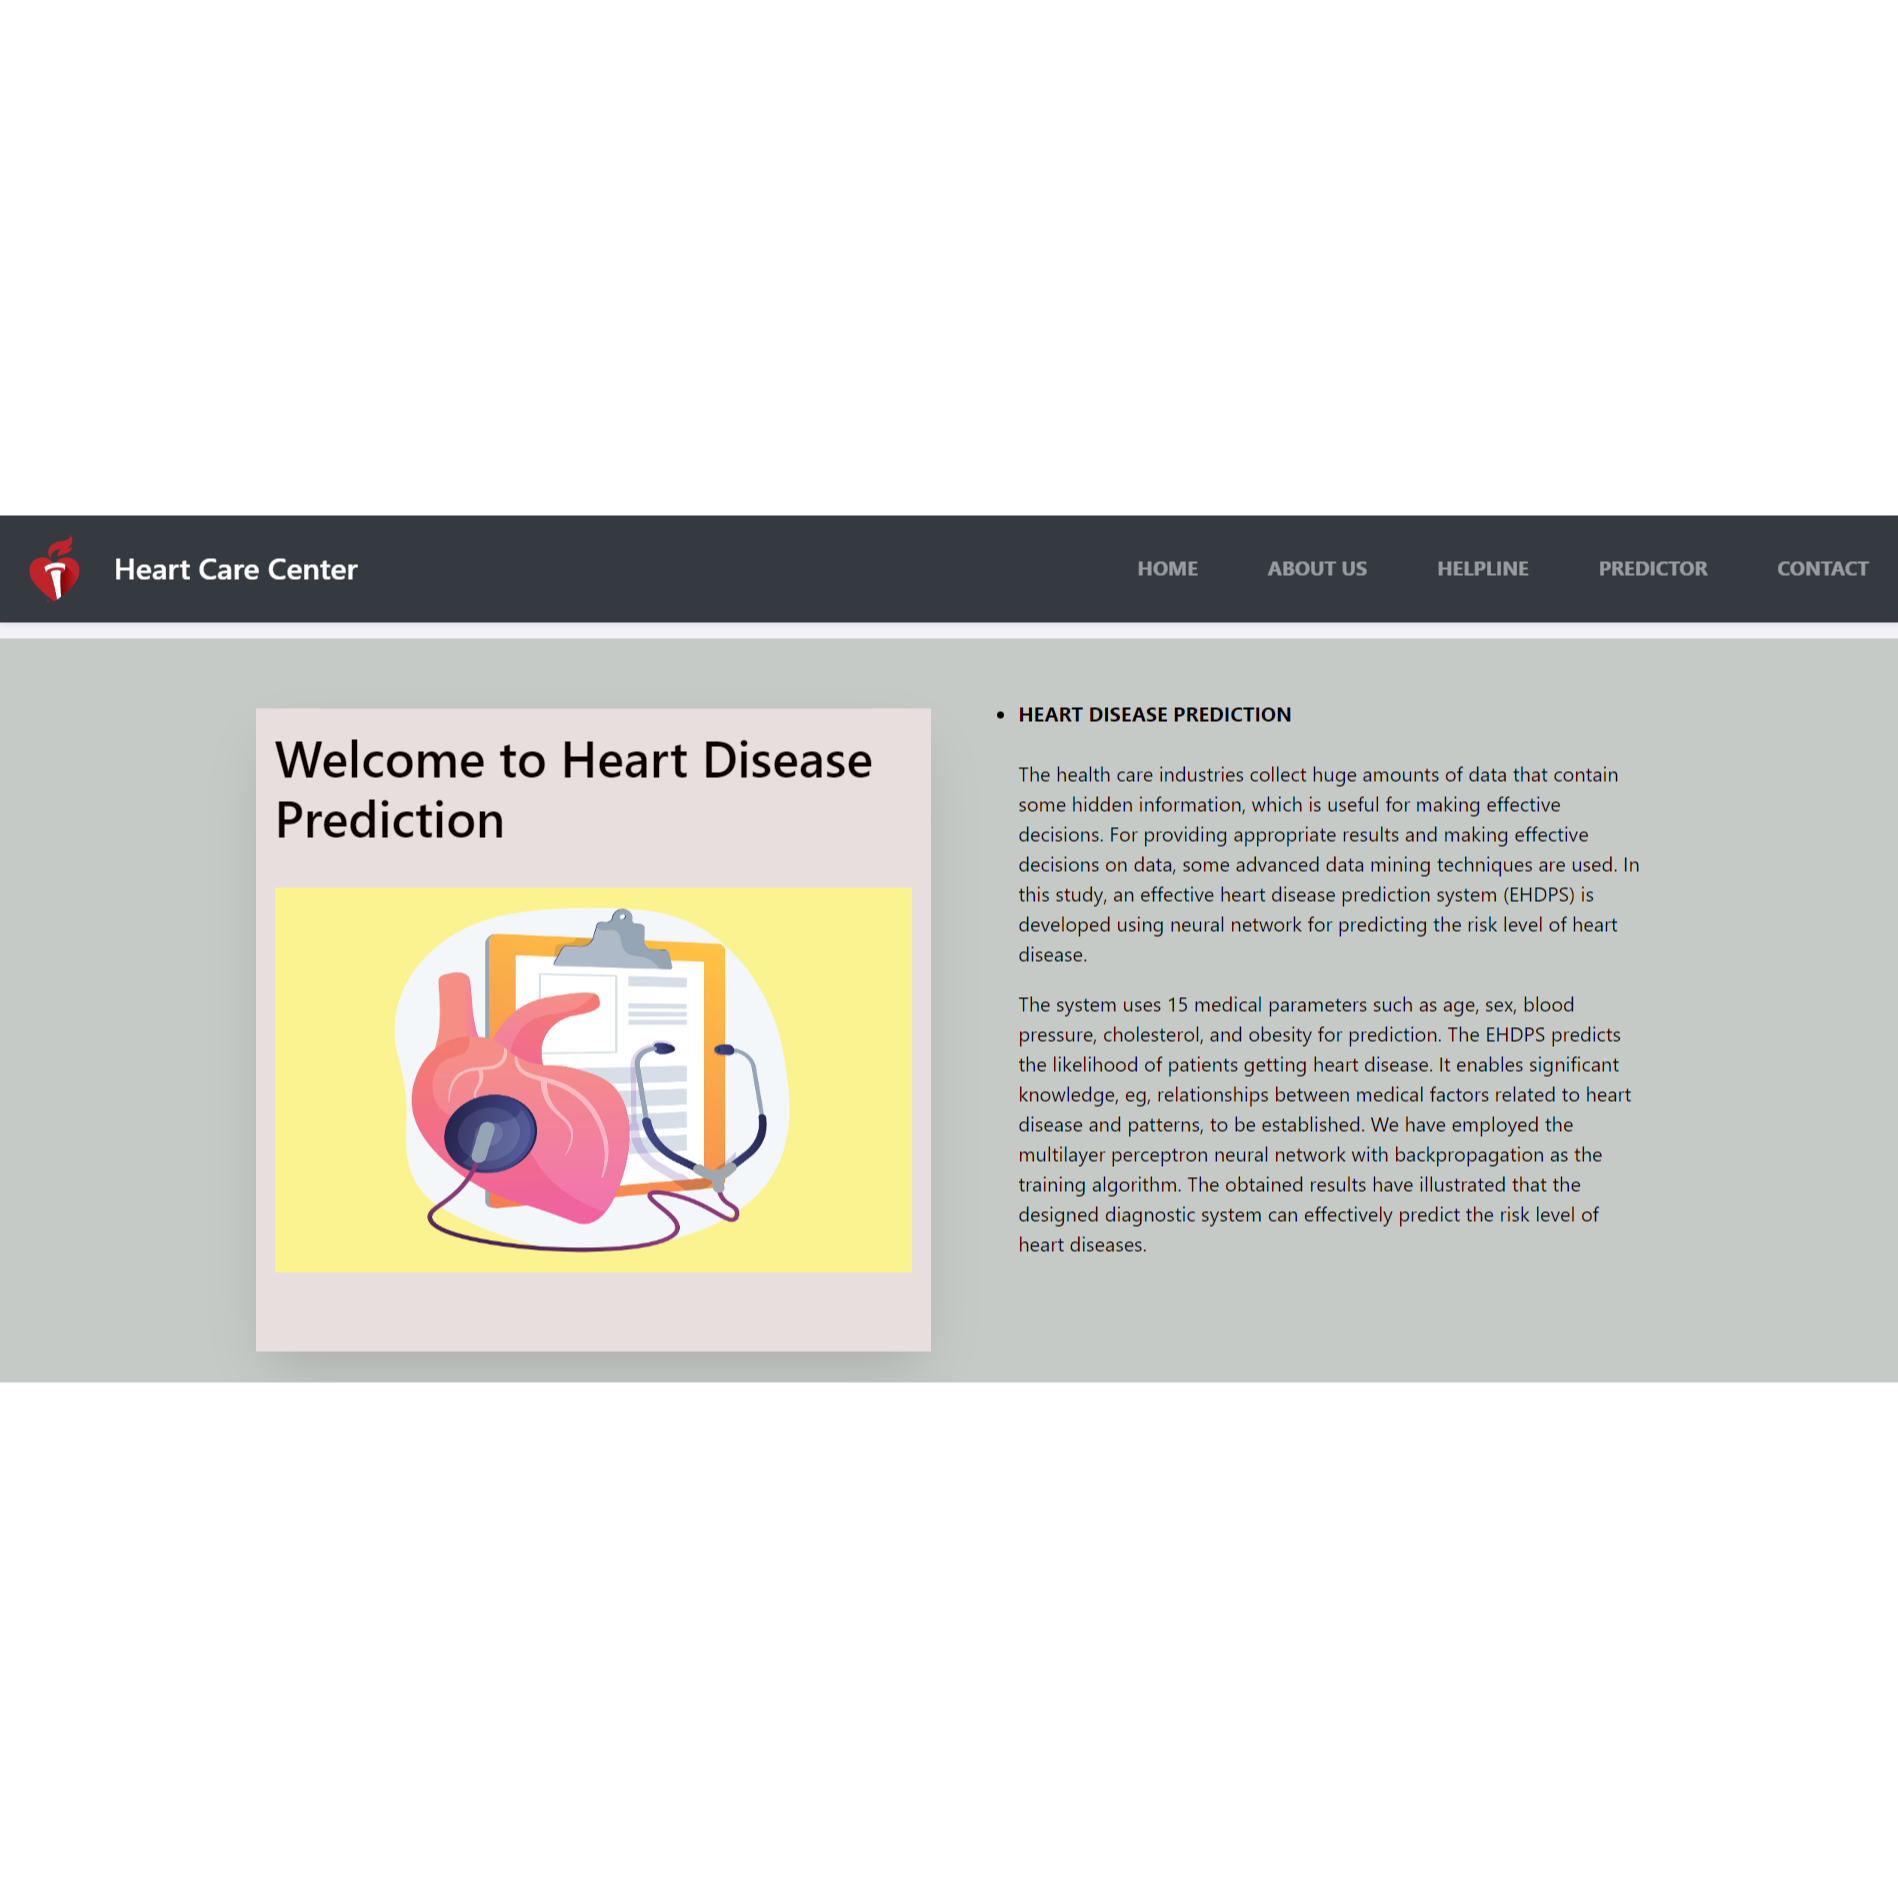 Heart Care Center
HOME ABOUT US HELPLINE PREDICTOR CONTACT
Welcome to Heart Disease
Prediction
• HEART DISEASE PREDICTION
The health care industries collect huge amounts of data that contain
some hidden information, which is useful for making effective
decisions. For providing appropriate results and making effective
decisions on data, some advanced data mining techniques are used. In
this study, an effective heart disease prediction system (EHDPS) is
developed using neural network for predicting the risk level of heart
disease.
The system uses 15 medical parameters such as age, sex, blood
pressure, cholesterol, and obesity for prediction. The EHDPS predicts
the likelihood of patients getting heart disease. It enables significant
knowledge, eg, relationships between medical factors related to heart
disease and patterns, to be established. We have employed the
multilayer perceptron neural network with backpropagation as the
training algorithm. The obtained results have illustrated that the
designed diagnostic system can effectively predict the risk level of
heart diseases.